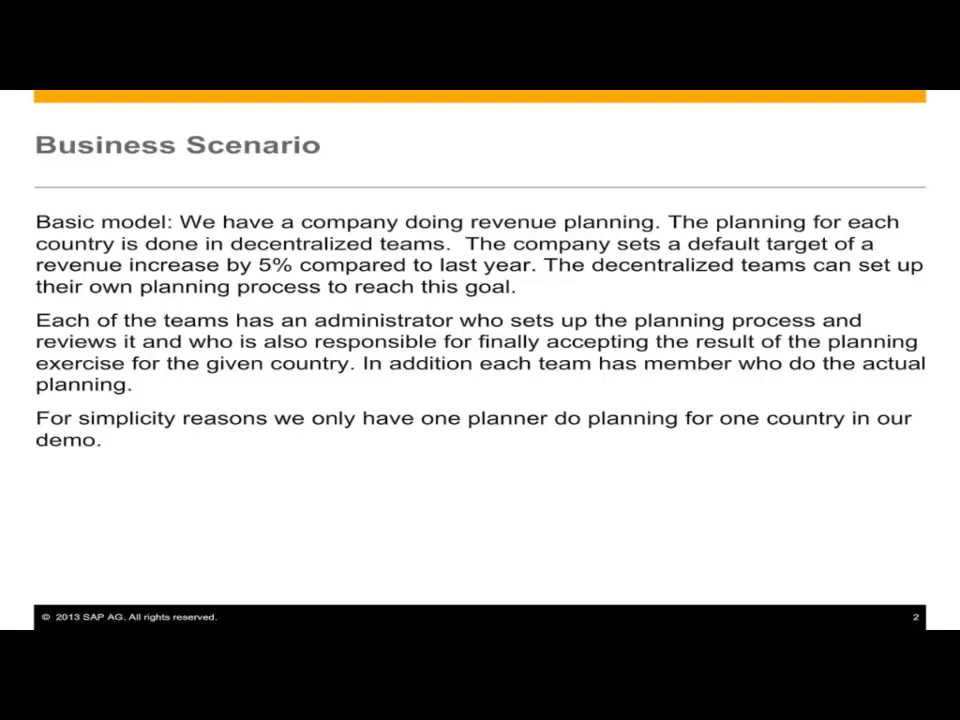 Business Scenario
Basic model: We have a company doing revenue planning. The planning for each
country is done in decentralized teams.  The company sets a default target of a
revenue increase by 5% compared to last year. The decentralized teams can set up
their own planning process to reach this goal.
Each of the teams has an administrator who sets up the planning process and
reviews it and who is also responsible for finally accepting the result of the planning
exercise for the given country. In addition each team has member who do the actual
planning.
For simplicity reasons we only have one planner do planning for one country in our
demo.
© 2013 SAP AG. All rights reserved.
2